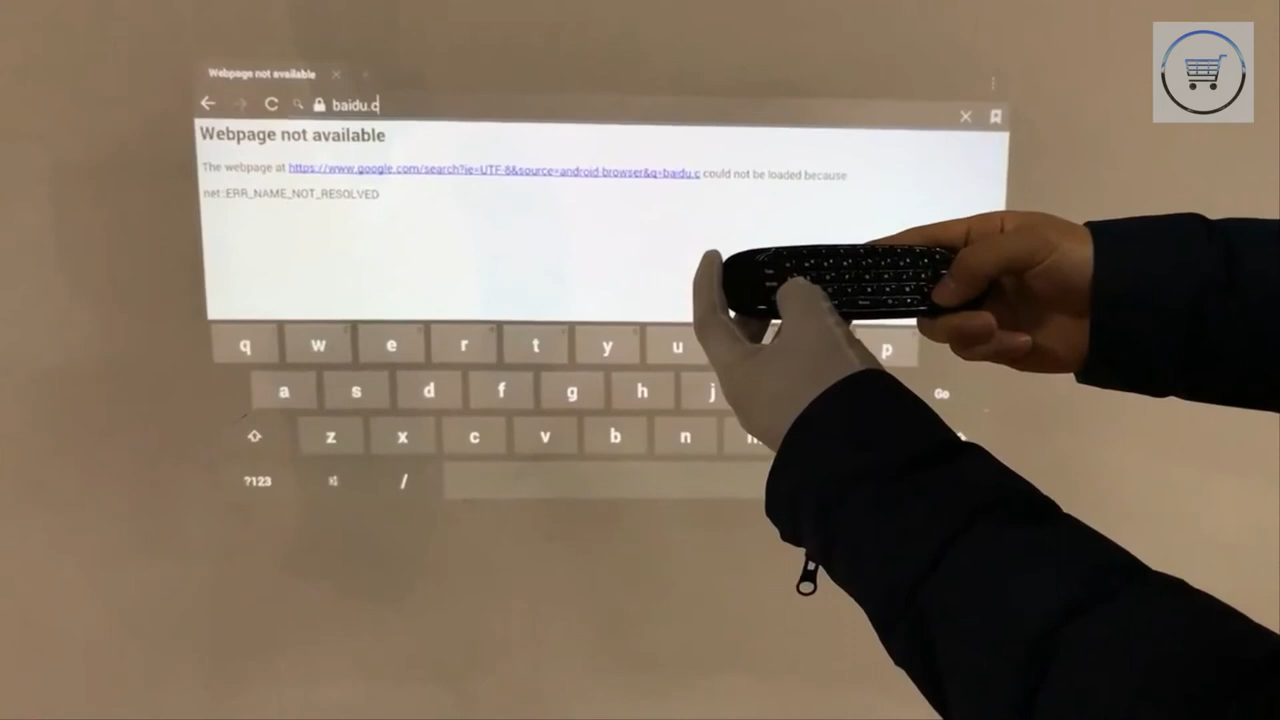 Webpage not available
baidu.c
Webpage not available
The webpage at https://www.google.com/search?ie=UTF-8&source=android-browser&q=baidu.c could not be loaded because
net::ERR_NAME_NOT_RESOLVED
q w e r t y u p
a s d f g h j Go
z x c v b n
?123 /